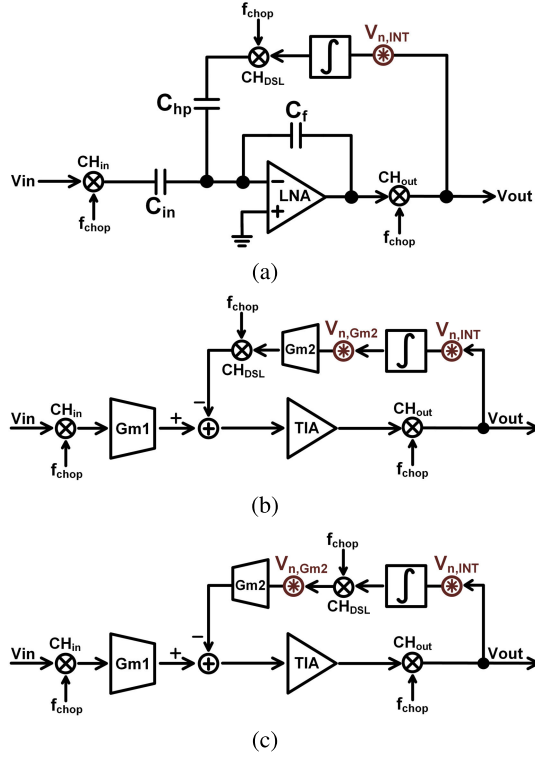 f_chop
V_n,INT
∫
CH_DSL
C_hp
C_f
CH_in
CH_out
Vin
−
LNA
+
Vout
C_in
f_chop
f_chop
(a)
f_chop
V_n,Gm2
V_n,INT
Gm2
∫
CH_DSL
Vin
CH_in
Gm1
+
−
+
TIA
CH_out
Vout
f_chop
f_chop
(b)
f_chop
V_n,Gm2
V_n,INT
Gm2
∫
CH_DSL
Vin
CH_in
Gm1
+
−
+
TIA
CH_out
Vout
f_chop
f_chop
(c)